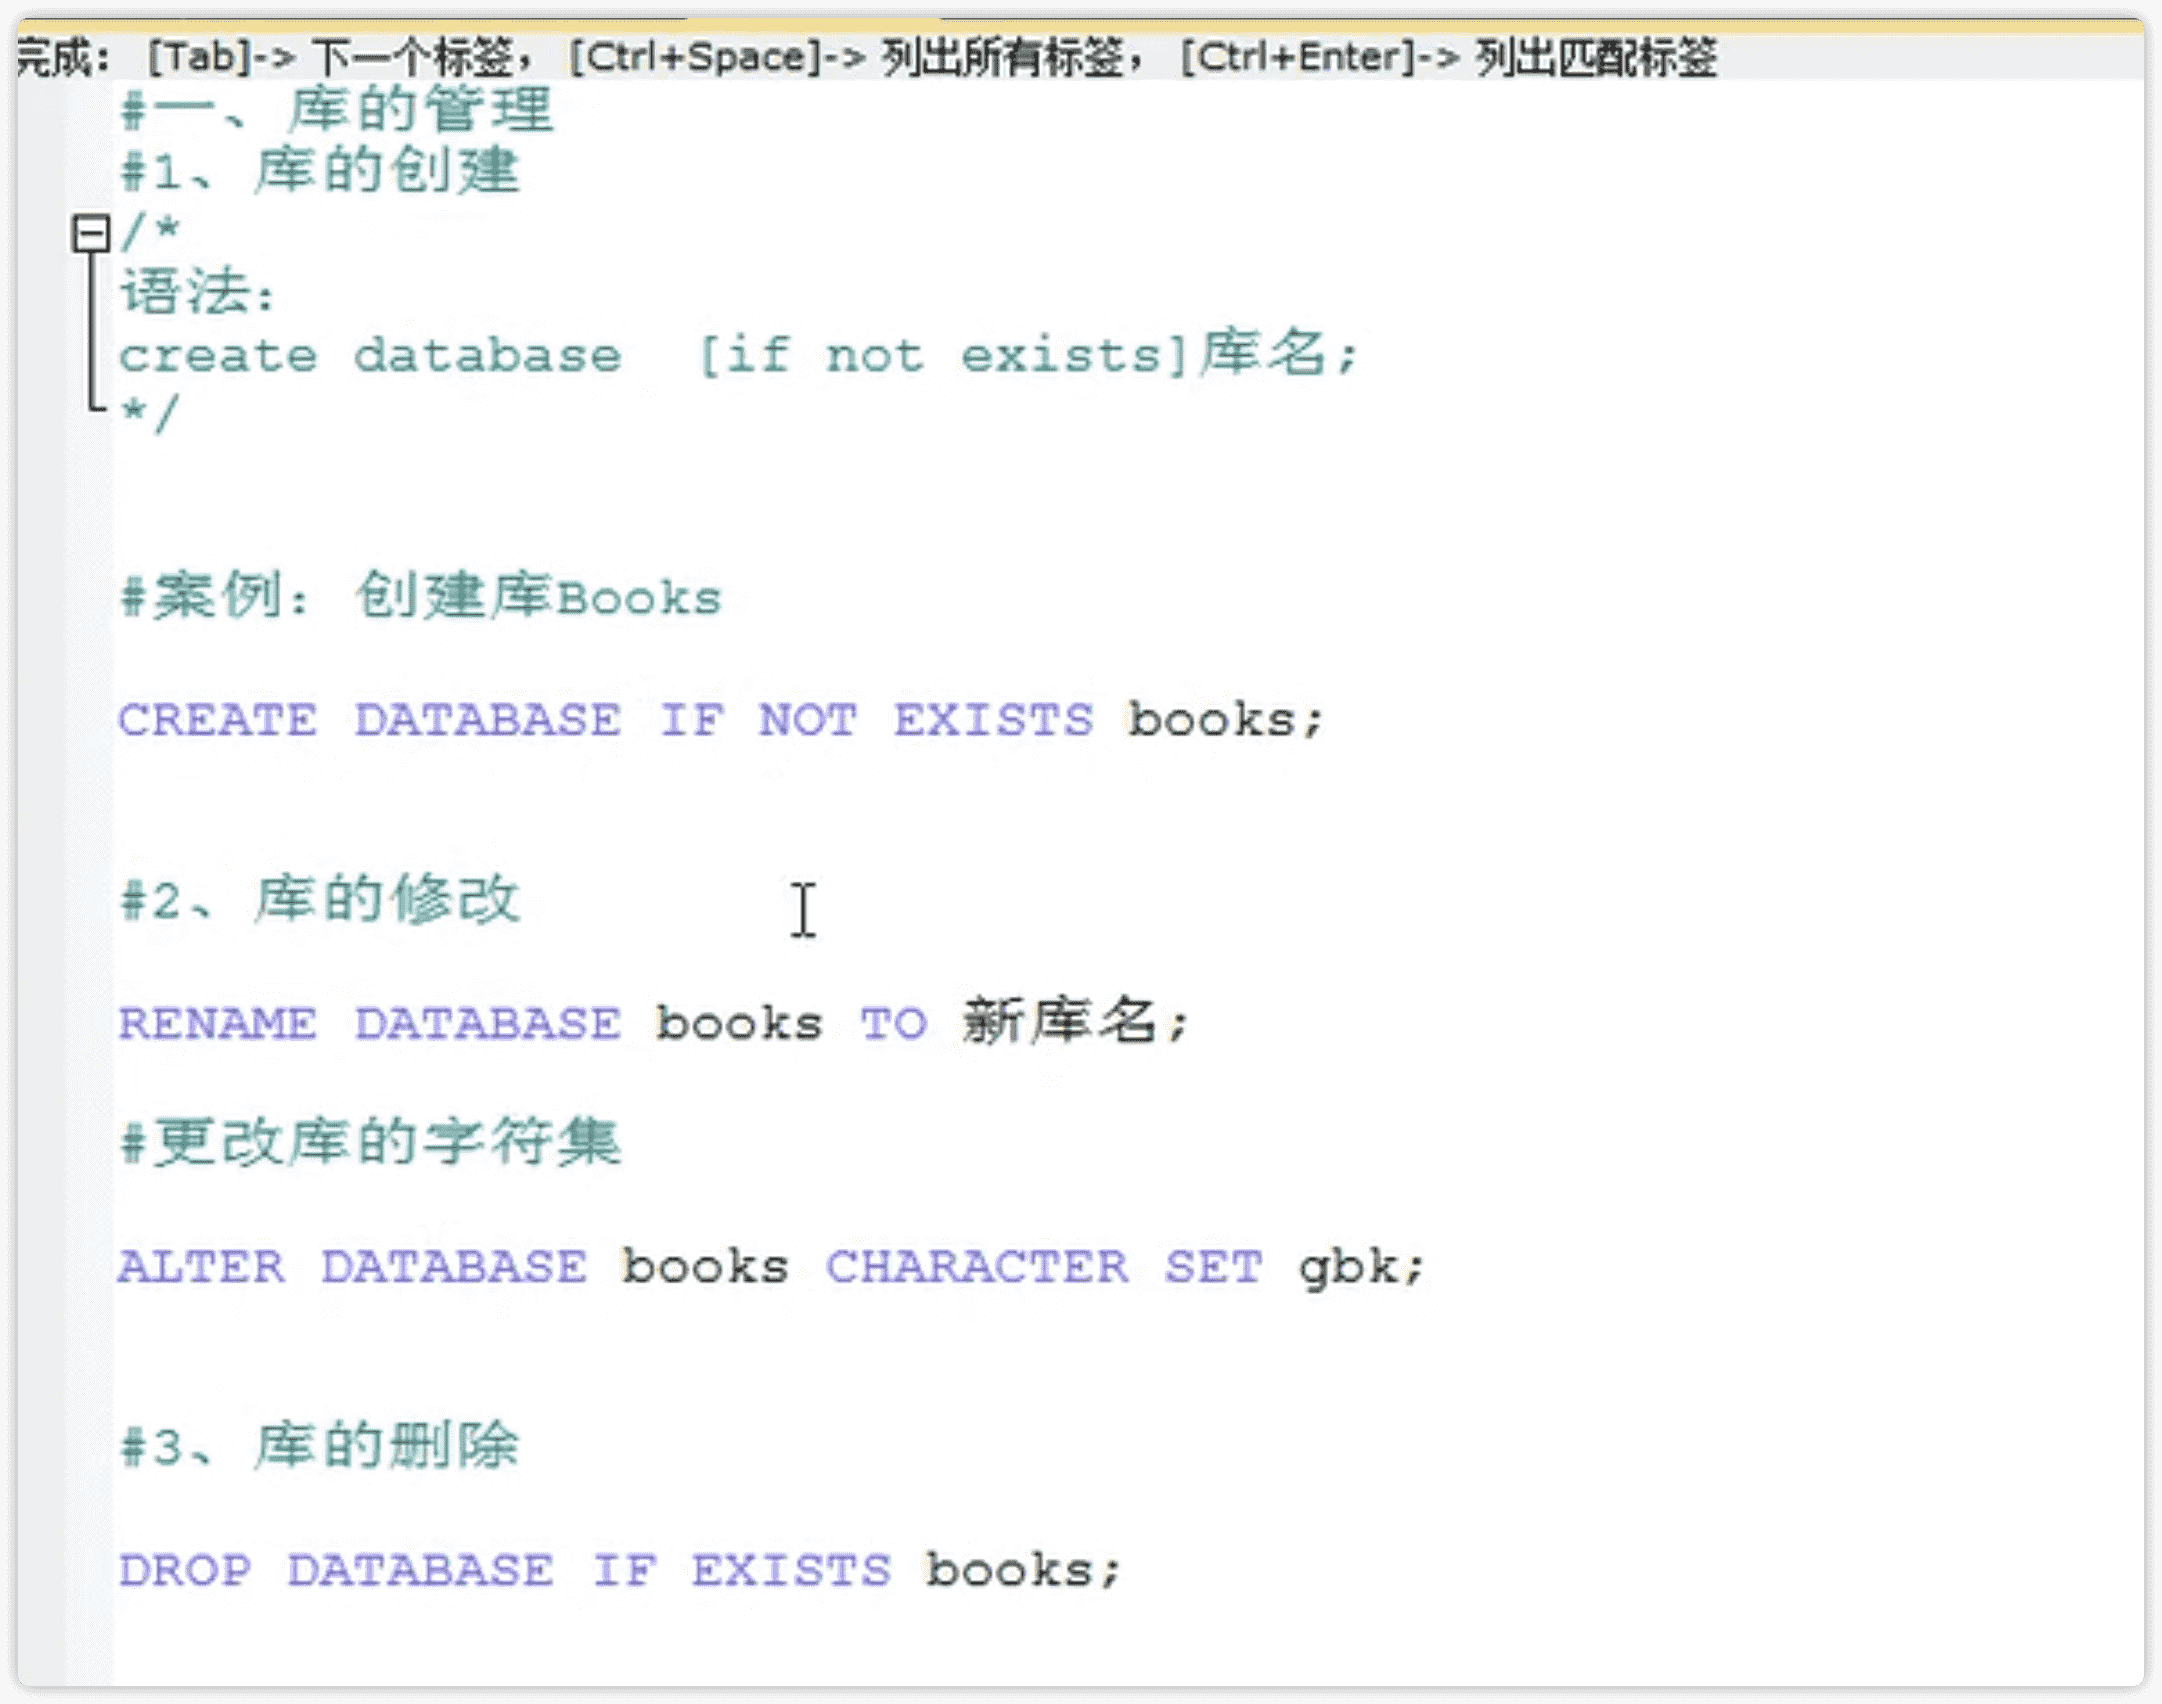 完成： [Tab]-> 下一个标签， [Ctrl+Space]-> 列出所有标签， [Ctrl+Enter]-> 列出匹配标签
#一、库的管理
#1、库的创建
/*
语法：
create database  [if not exists]库名;
*/
#案例：创建库Books
CREATE DATABASE IF NOT EXISTS books;
#2、库的修改
RENAME DATABASE books TO 新库名;
#更改库的字符集
ALTER DATABASE books CHARACTER SET gbk;
#3、库的删除
DROP DATABASE IF EXISTS books;